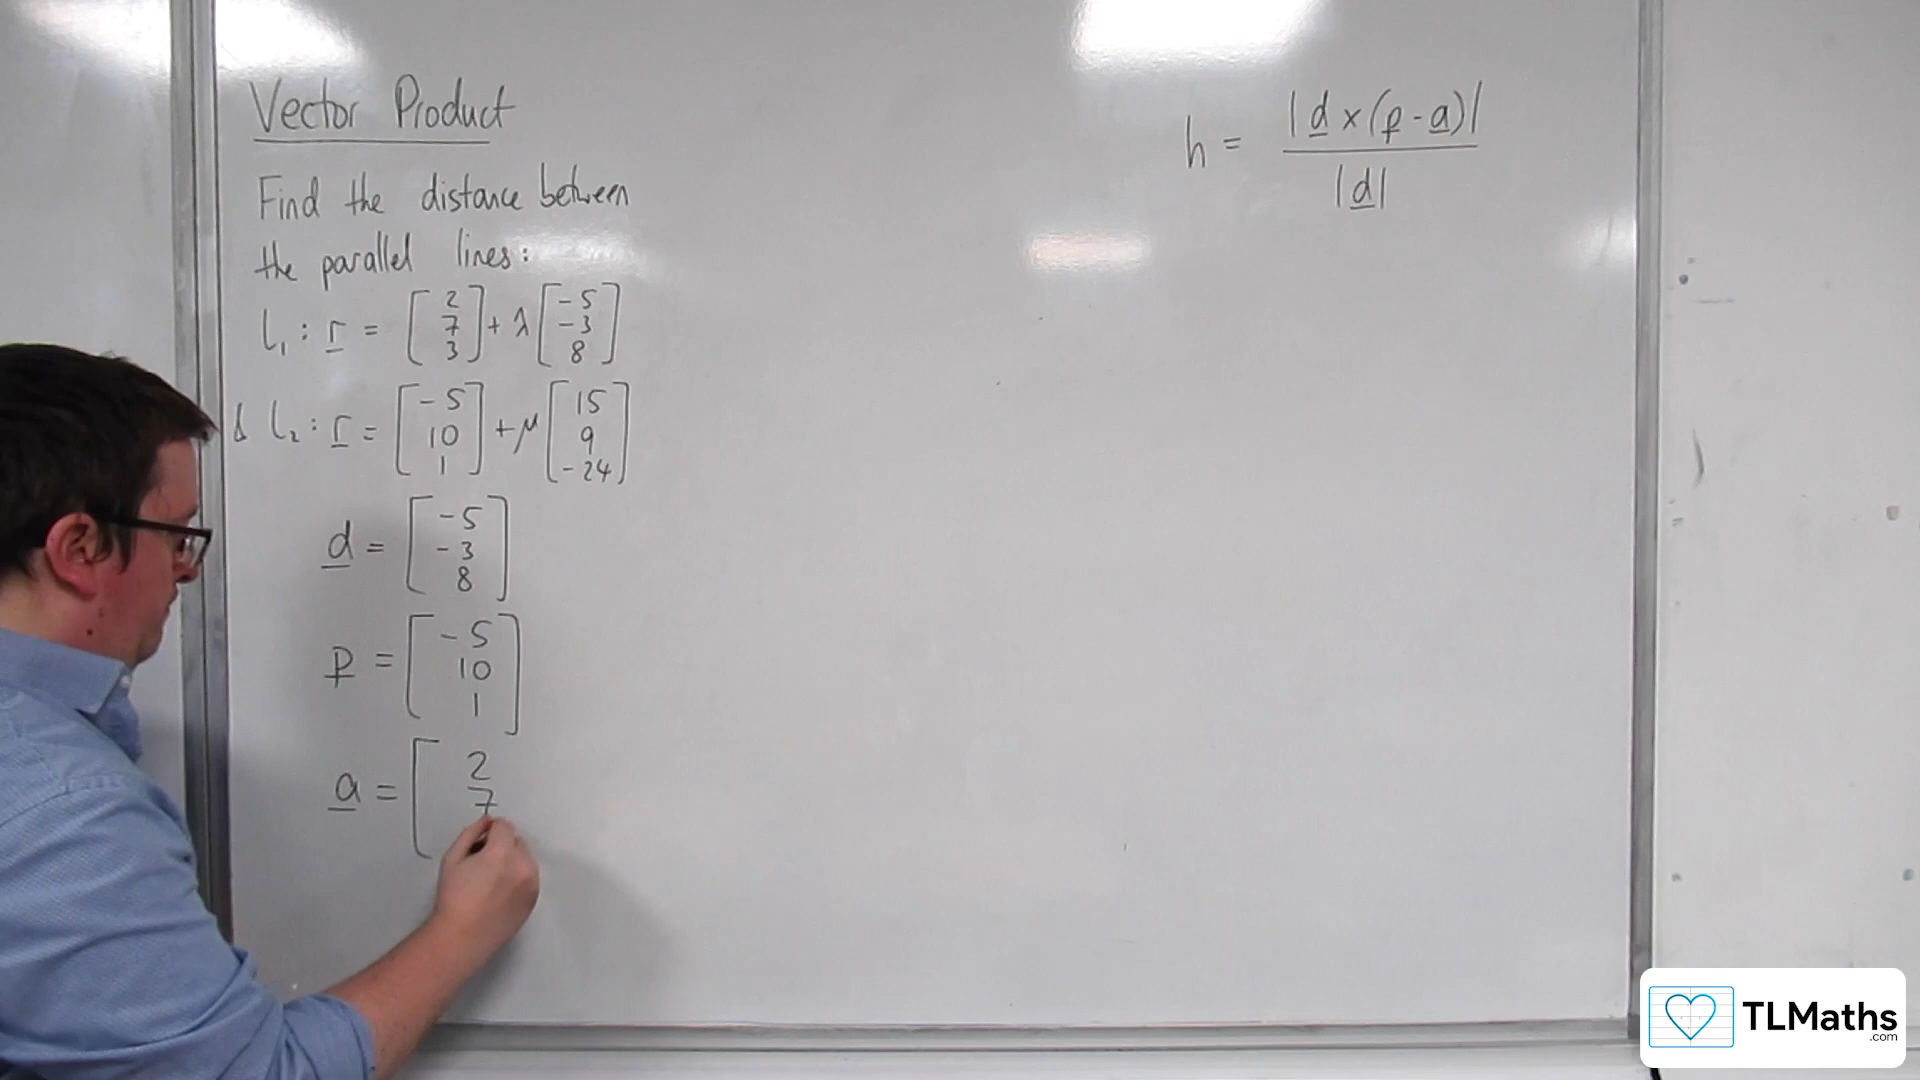 Vector Product
Find the distance between
the parallel lines:
l₁ : r = [2 7 3] + λ [-5 -3 8]
& l₂ : r = [-5 10 1] + μ [15 9 -24]
d = [-5 -3 8]
p = [-5 10 1]
a = [2 7
h = |d × (p - a)| / |d|
TLMaths
.com